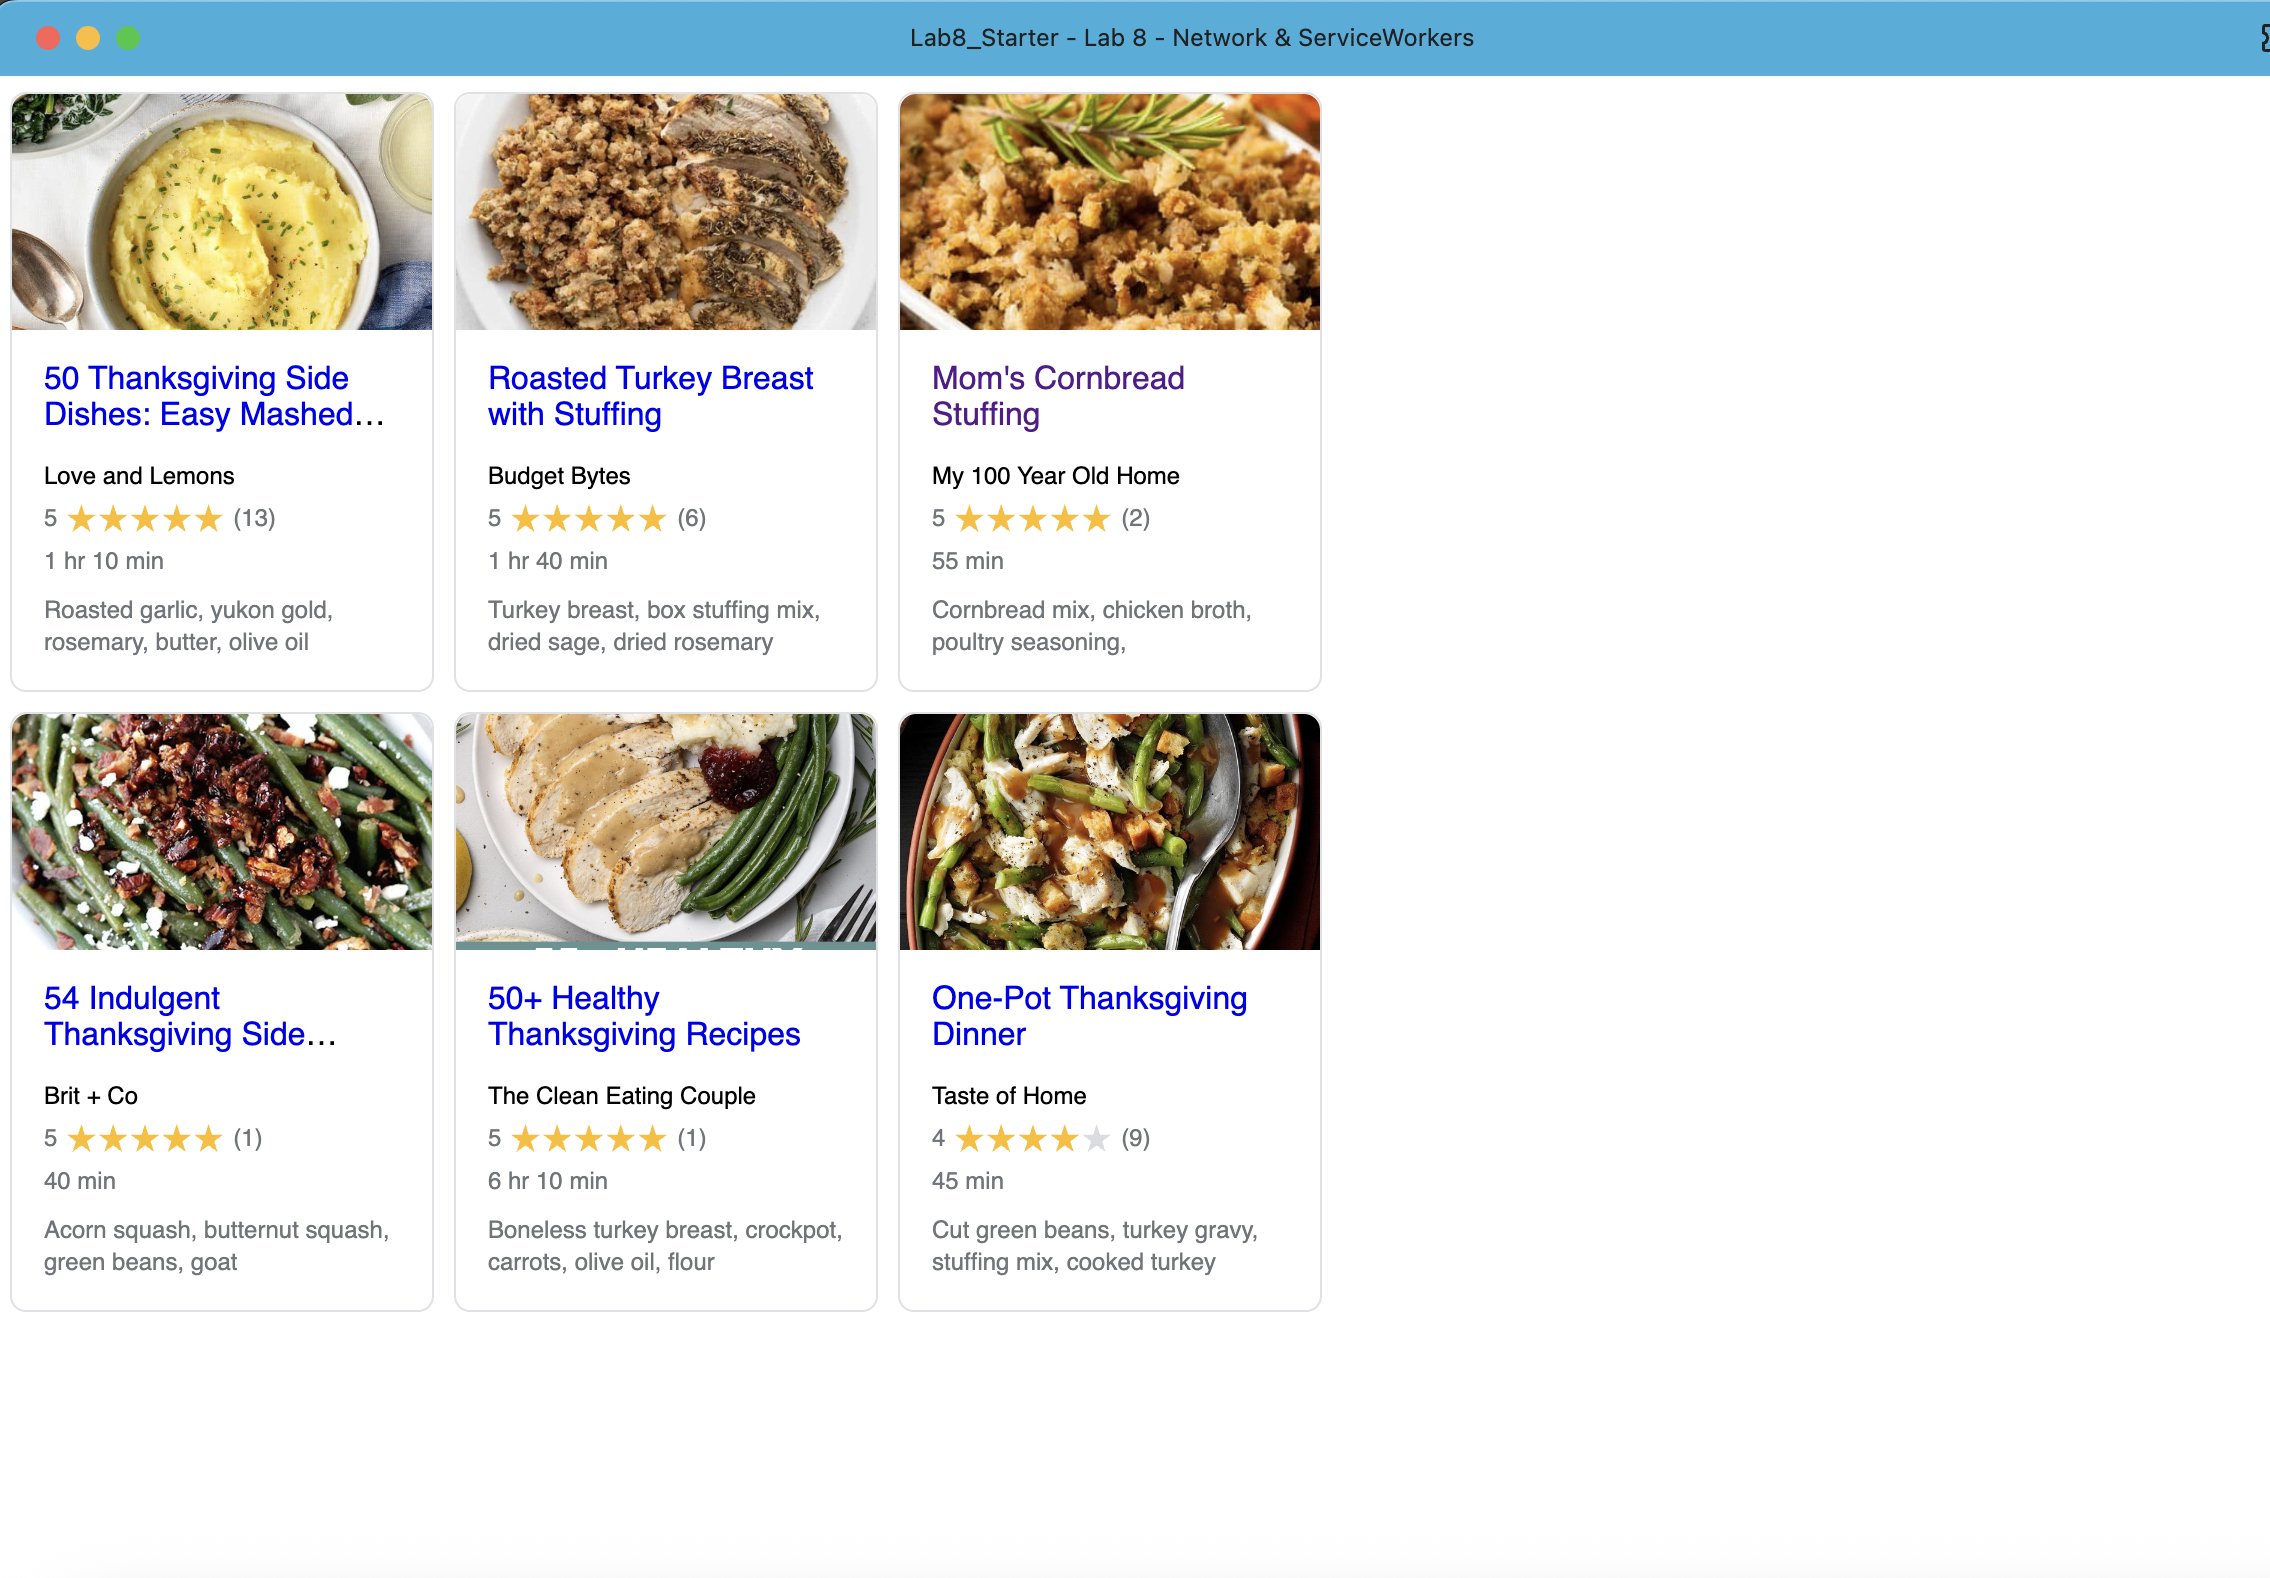 Lab8_Starter - Lab 8 - Network & ServiceWorkers
50 Thanksgiving Side
Dishes: Easy Mashed...
Love and Lemons
5 ★★★★★ (13)
1 hr 10 min
Roasted garlic, yukon gold,
rosemary, butter, olive oil
Roasted Turkey Breast
with Stuffing
Budget Bytes
5 ★★★★★ (6)
1 hr 40 min
Turkey breast, box stuffing mix,
dried sage, dried rosemary
Mom's Cornbread
Stuffing
My 100 Year Old Home
5 ★★★★★ (2)
55 min
Cornbread mix, chicken broth,
poultry seasoning,
54 Indulgent
Thanksgiving Side...
Brit + Co
5 ★★★★★ (1)
40 min
Acorn squash, butternut squash,
green beans, goat
50+ Healthy
Thanksgiving Recipes
The Clean Eating Couple
5 ★★★★★ (1)
6 hr 10 min
Boneless turkey breast, crockpot,
carrots, olive oil, flour
One-Pot Thanksgiving
Dinner
Taste of Home
4 ★★★★★ (9)
45 min
Cut green beans, turkey gravy,
stuffing mix, cooked turkey